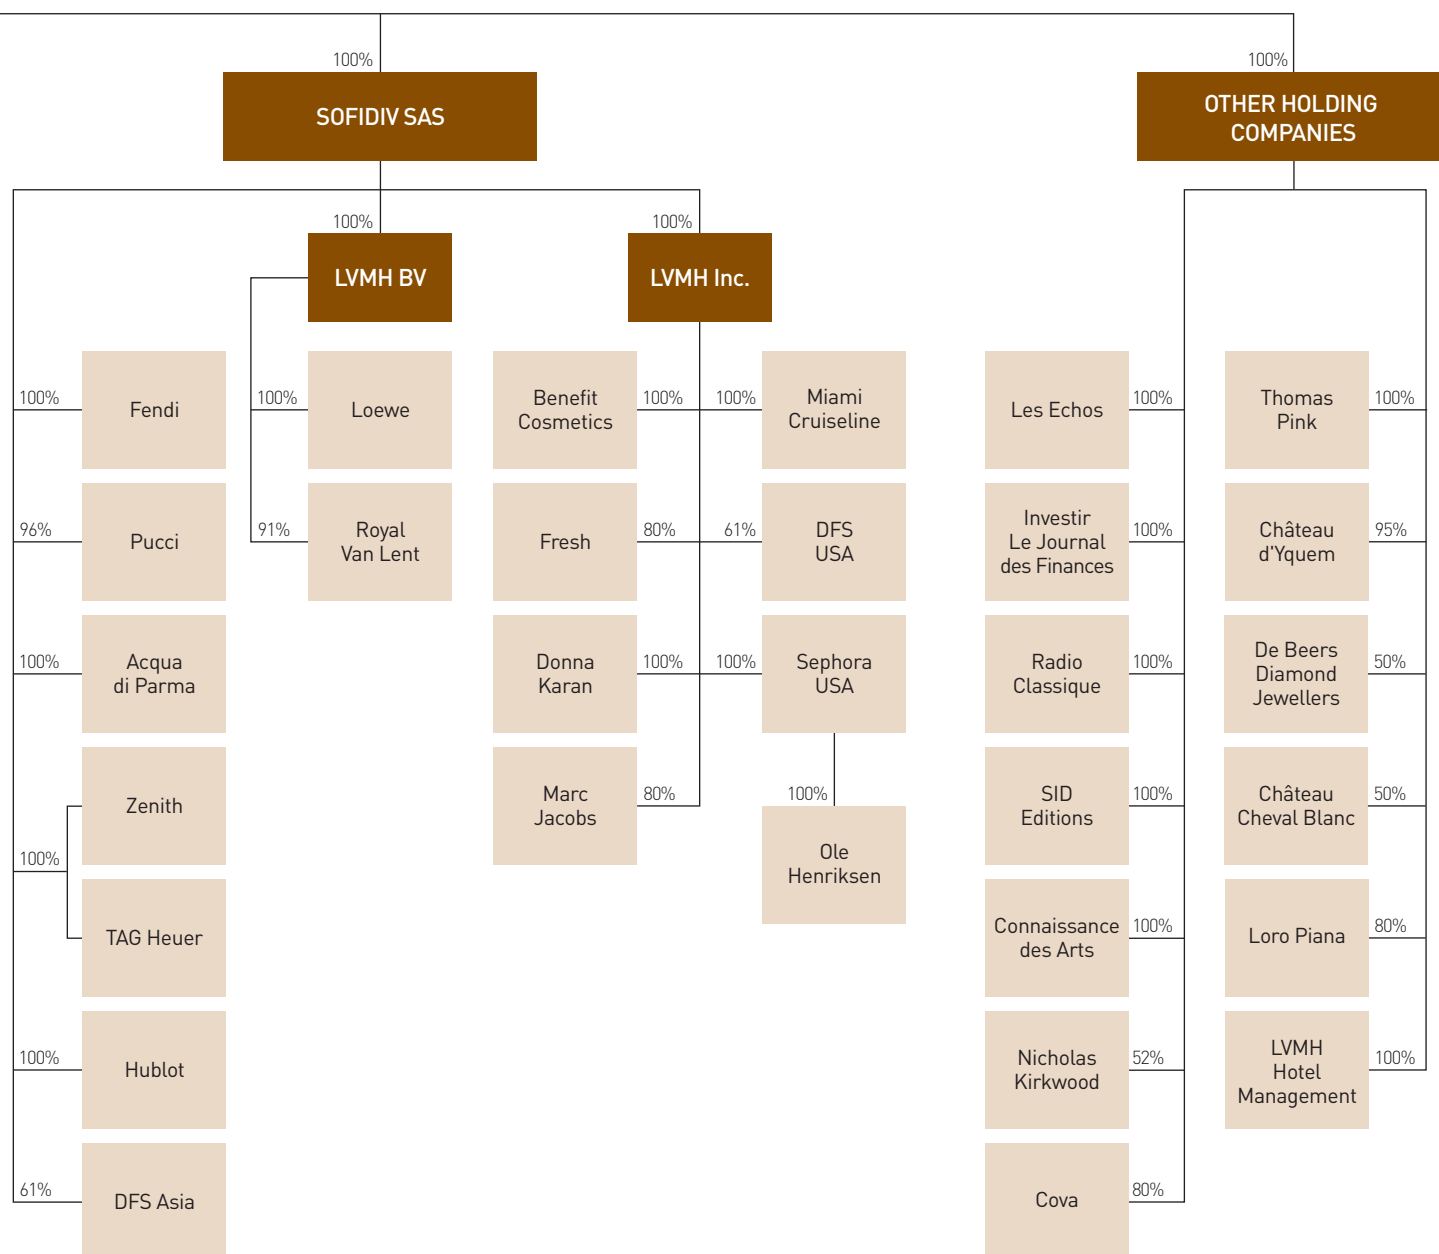 100%
100%
SOFIDIV SAS
OTHER HOLDING
COMPANIES
100%
100%
LVMH BV
LVMH Inc.
100%
Fendi
100%
Loewe
Benefit
Cosmetics
100%
100%
Miami
Cruiseline
Les Echos
100%
Thomas
Pink
100%
96%
Pucci
91%
Royal
Van Lent
Fresh
80%
61%
DFS
USA
Investir
Le Journal
des Finances
100%
Château
d'Yquem
95%
100%
Acqua
di Parma
Donna
Karan
100%
100%
Sephora
USA
Radio
Classique
100%
De Beers
Diamond
Jewellers
50%
Zenith
Marc
Jacobs
80%
100%
SID
Editions
100%
Château
Cheval Blanc
50%
100%
Ole
Henriksen
TAG Heuer
Connaissance
des Arts
100%
Loro Piana
80%
100%
Hublot
Nicholas
Kirkwood
52%
LVMH
Hotel
Management
100%
61%
DFS Asia
Cova
80%